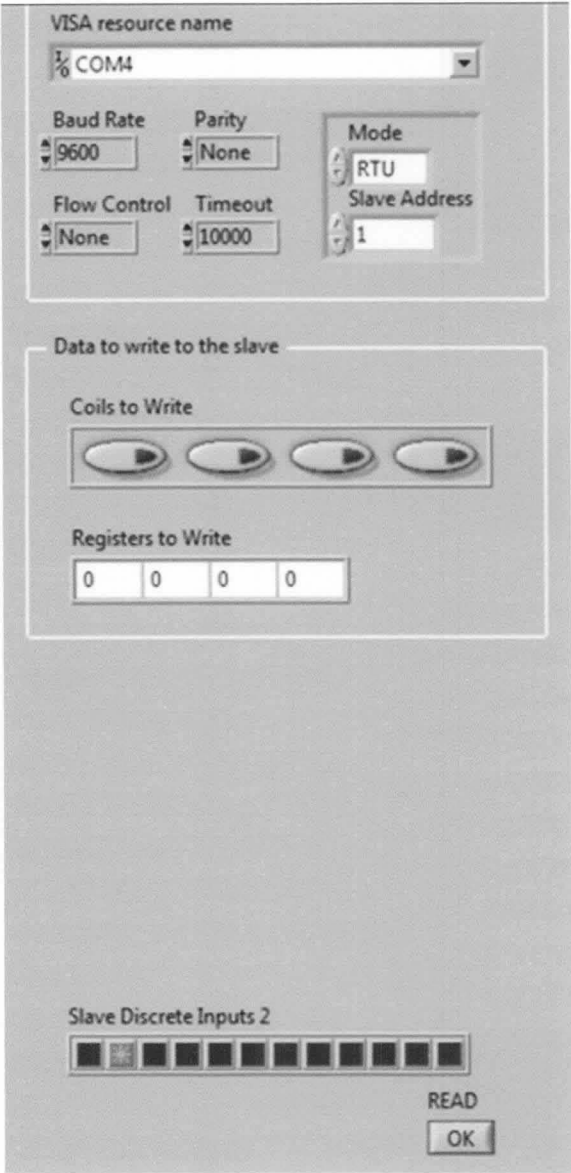 VISA resource name
I/O COM4
Baud Rate Parity
9600 None
Mode
RTU
Flow Control Timeout
None 10000
Slave Address
1
Data to write to the slave
Coils to Write
Registers to Write
0 0 0 0
Slave Discrete Inputs 2
READ
OK